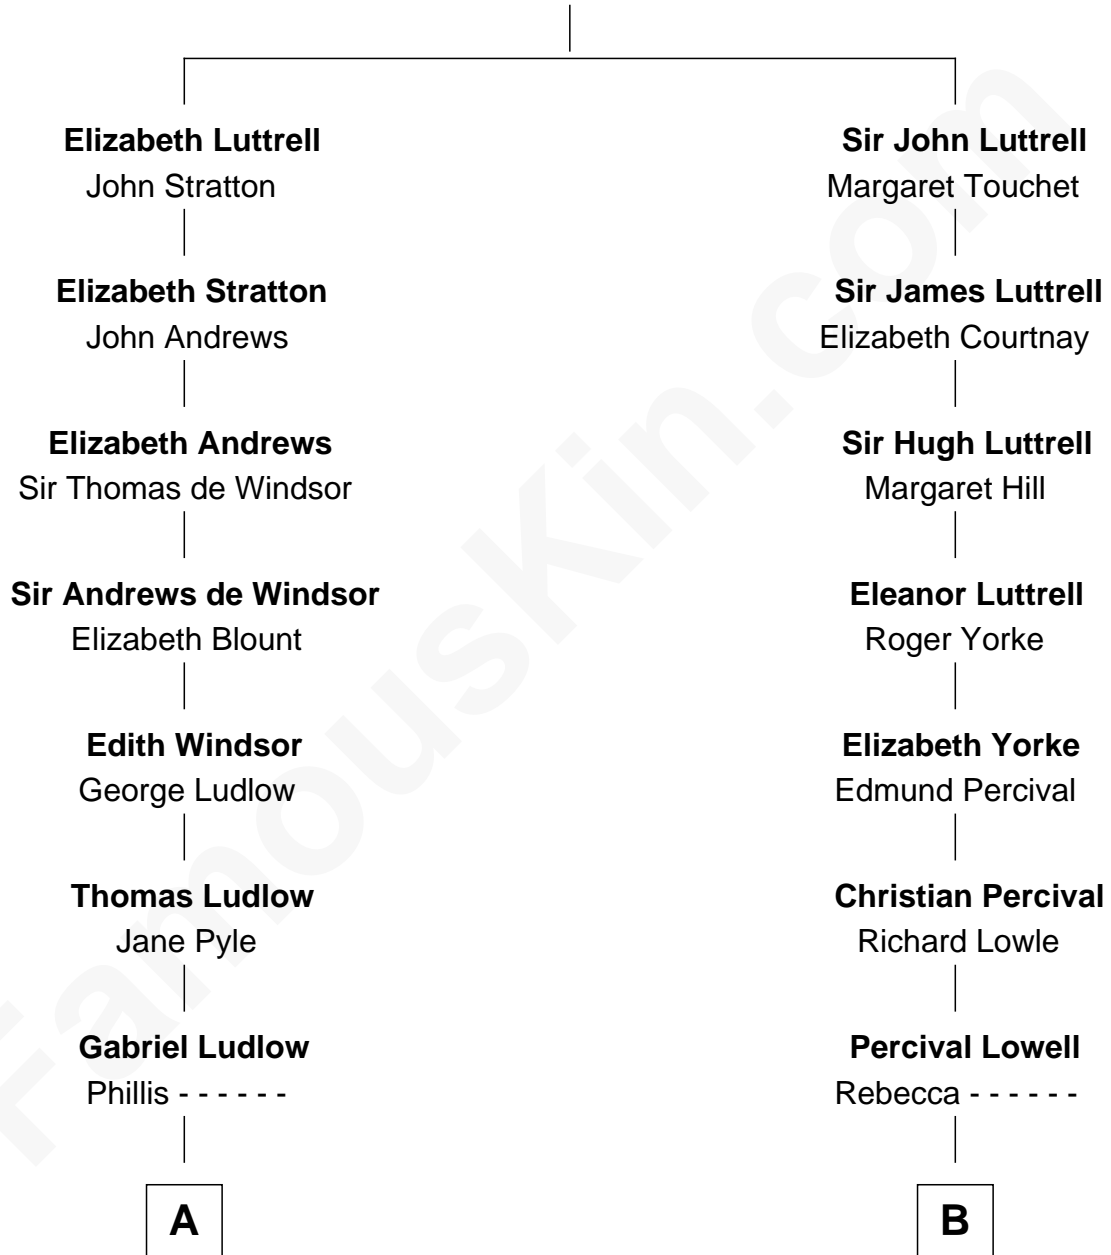 Elizabeth Luttrell
John Stratton
Elizabeth Stratton
John Andrews
Elizabeth Andrews
Sir Thomas de Windsor
Sir Andrews de Windsor
Elizabeth Blount
Edith Windsor
George Ludlow
Thomas Ludlow
Jane Pyle
Gabriel Ludlow
Phillis - - - - - -
A
Sir John Luttrell
Margaret Touchet
Sir James Luttrell
Elizabeth Courtnay
Sir Hugh Luttrell
Margaret Hill
Eleanor Luttrell
Roger Yorke
Elizabeth Yorke
Edmund Percival
Christian Percival
Richard Lowle
Percival Lowell
Rebecca - - - - - -
B
FamousKin.com